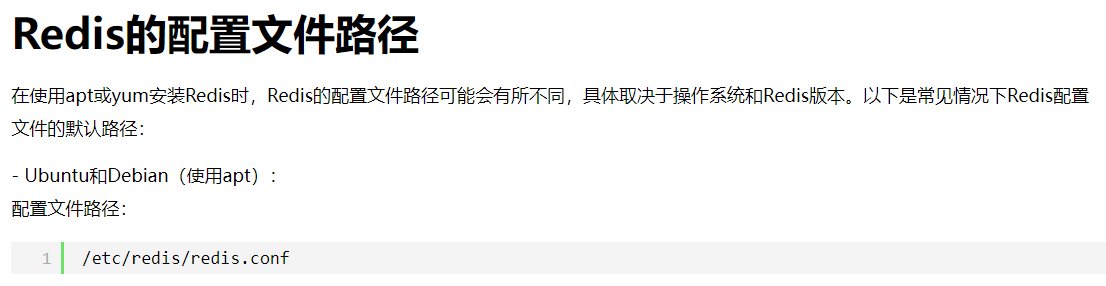 Redis的配置文件路径
在使用apt或yum安装Redis时，Redis的配置文件路径可能会有所不同，具体取决于操作系统和Redis版本。以下是常见情况下Redis配置
文件的默认路径：
- Ubuntu和Debian（使用apt）：
配置文件路径：
1 /etc/redis/redis.conf